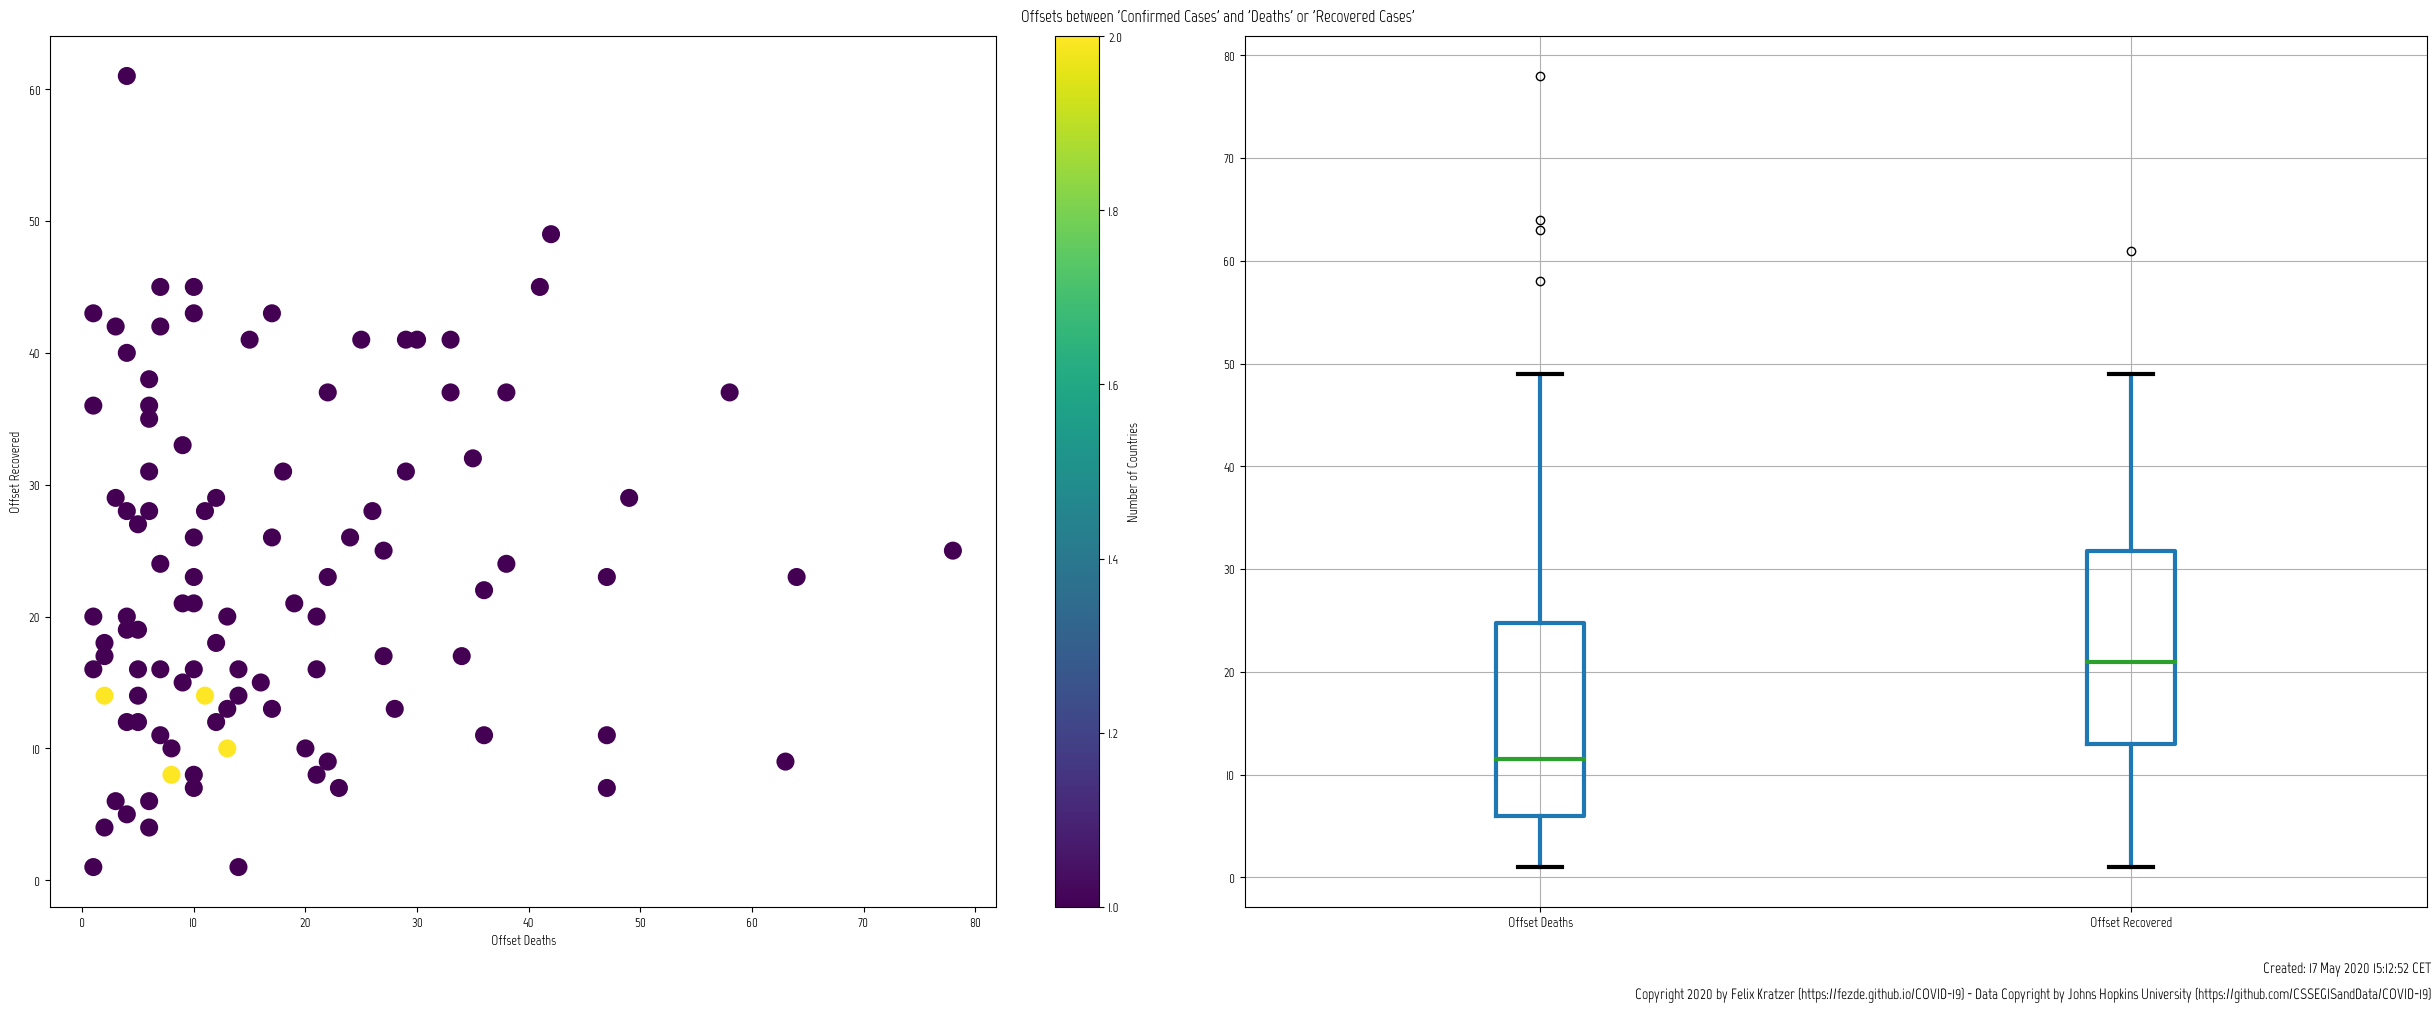 Offsets between 'Confirmed Cases' and 'Deaths' or 'Recovered Cases'
60
50
40
30
20
10
0
Offset Recovered
0 10 20 30 40 50 60 70 80
Offset Deaths
2.0
1.8
1.6
1.4
1.2
1.0
Number of Countries
80
70
60
50
40
30
20
10
0
Offset Deaths Offset Recovered
Created: 17 May 2020 15:12:52 CET
Copyright 2020 by Felix Kratzer (https://fezde.github.io/COVID-19) - Data Copyright by Johns Hopkins University (https://github.com/CSSEGISandData/COVID-19)